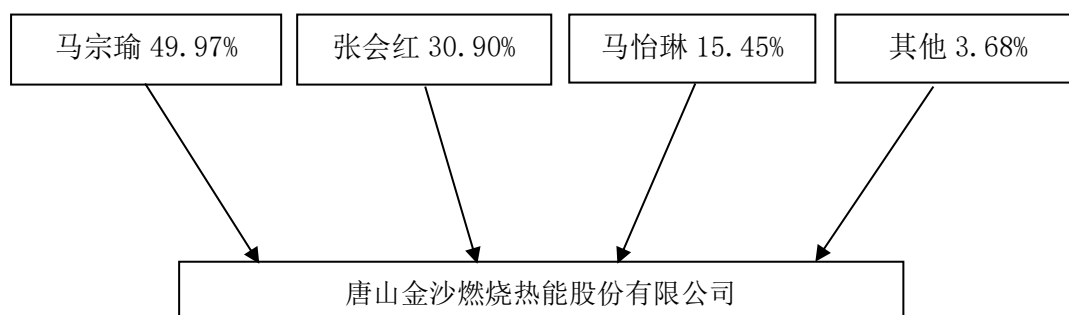 马宗瑜 49.97%
张会红 30.90%
马怡琳 15.45%
其他 3.68%
唐山金沙燃烧热能股份有限公司